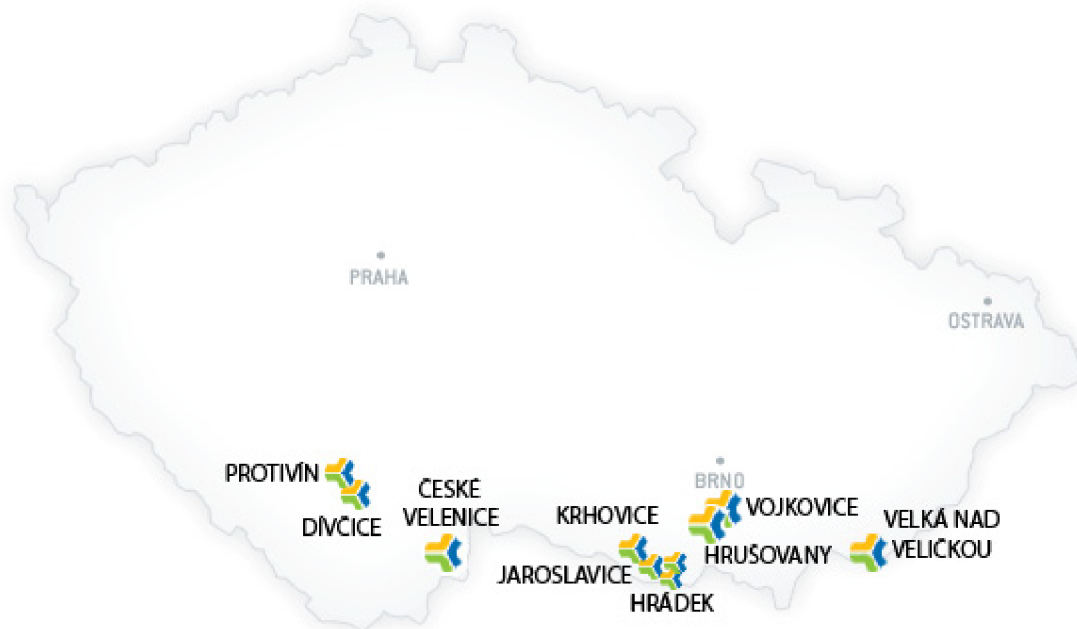 PRAHA
OSTRAVA
PROTIVÍN
DÍVČICE
ČESKÉ
VELENICE
KRHOVICE
JAROSLAVICE
HRÁDEK
BRNO
VOJKOVICE
HRUŠOVANY
VELKÁ NAD
VELIČKOU